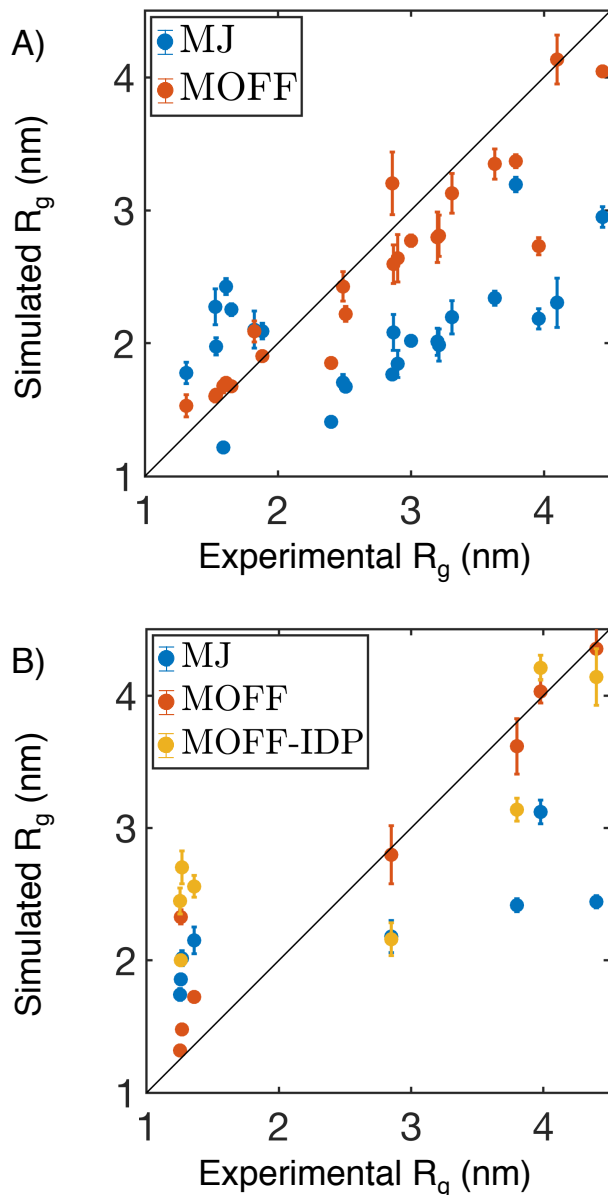 A)
MJ
MOFF
4
3
2
1
Simulated Rg (nm)
1 2 3 4
Experimental Rg (nm)
B)
MJ
MOFF
MOFF-IDP
4
3
2
1
Simulated Rg (nm)
1 2 3 4
Experimental Rg (nm)